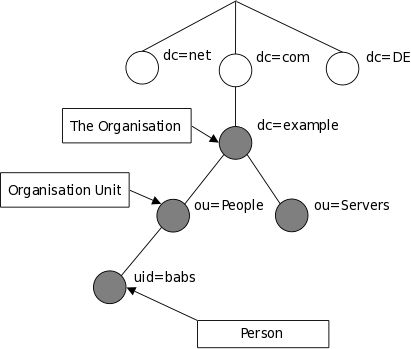 dc=net
dc=com
dc=DE
The Organisation
dc=example
Organisation Unit
ou=People
ou=Servers
uid=babs
Person